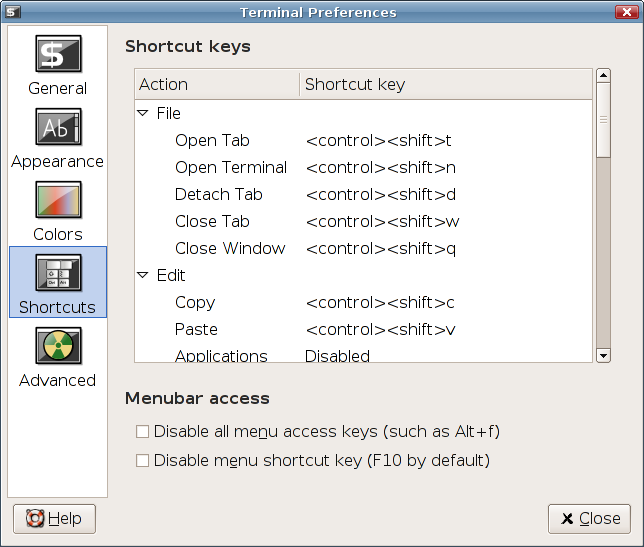 Terminal Preferences
General
Appearance
Colors
Shortcuts
Advanced
Shortcut keys
Action Shortcut key
File
Open Tab <control><shift>t
Open Terminal <control><shift>n
Detach Tab <control><shift>d
Close Tab <control><shift>w
Close Window <control><shift>q
Edit
Copy <control><shift>c
Paste <control><shift>v
Applications Disabled
Menubar access
Disable all menu access keys (such as Alt+f)
Disable menu shortcut key (F10 by default)
Help
Close